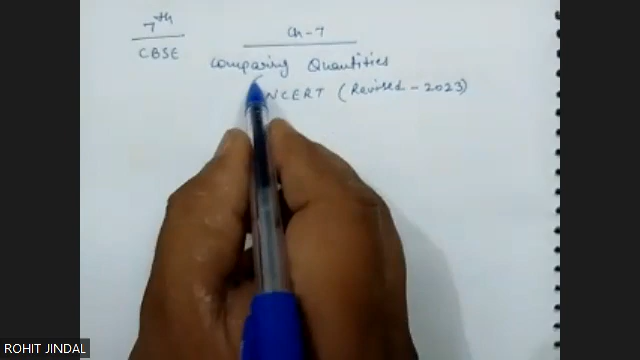 7th
CBSE
Ch-7
Comparing Quantities
NCERT (Revised - 2023)
ROHIT JINDAL